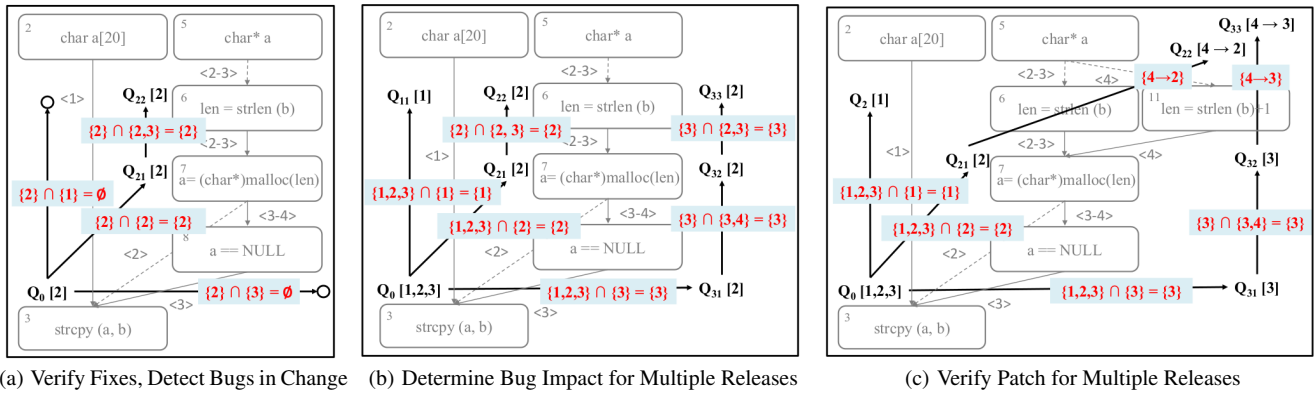 2
char a[20]
5
char* a
<2-3>
<1>
Q22 [2]
6
len = strlen (b)
{2} ∩ {2,3} = {2}
<2-3>
Q21 [2]
7
a= (char*)malloc(len)
{2} ∩ {1} = ∅
{2} ∩ {2} = {2}
<3-4>
8
a == NULL
<2>
Q0 [2]
{2} ∩ {3} = ∅
<3>
3
strcpy (a, b)
(a) Verify Fixes, Detect Bugs in Change
2
char a[20]
5
char* a
<2-3>
Q11 [1]
Q22 [2]
6
len = strlen (b)
Q33 [2]
{2} ∩ {2, 3} = {2}
{3} ∩ {2,3} = {3}
<1>
<2-3>
Q21 [2]
7
a= (char*)malloc(len)
Q32 [2]
{1,2,3} ∩ {1} = {1}
{1,2,3} ∩ {2} = {2}
<3-4>
{3} ∩ {3,4} = {3}
a == NULL
<2>
Q0 [1,2,3]
{1,2,3} ∩ {3} = {3}
Q31 [2]
<3>
3
strcpy (a, b)
(b) Determine Bug Impact for Multiple Releases
2
char a[20]
5
char* a
Q33 [4 → 3]
Q22 [4 → 2]
<2-3>
<4>
{4→2}
{4→3}
Q2 [1]
6
len = strlen (b)
11
len = strlen (b)+1
<1>
<2-3>
<4>
Q21 [2]
7
a= (char*)malloc(len)
Q32 [3]
{1,2,3} ∩ {1} = {1}
{1,2,3} ∩ {2} = {2}
<3-4>
{3} ∩ {3,4} = {3}
a == NULL
<2>
Q0 [1,2,3]
{1,2,3} ∩ {3} = {3}
Q31 [3]
<3>
3
strcpy (a, b)
(c) Verify Patch for Multiple Releases